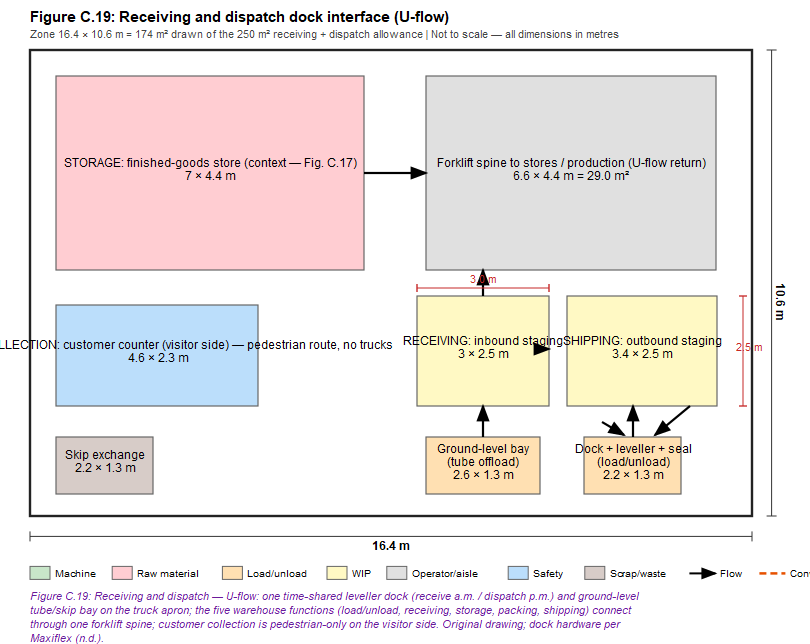 Figure C.19: Receiving and dispatch dock interface (U-flow)
Zone 16.4 × 10.6 m = 174 m² drawn of the 250 m² receiving + dispatch allowance | Not to scale — all dimensions in metres
STORAGE: finished-goods store (context — Fig. C.17)
7 × 4.4 m
Forklift spine to stores / production (U-flow return)
6.6 × 4.4 m = 29.0 m²
m
10.6 m
LLECTION: customer counter (visitor side) — pedestrian route, no trucks
4.6 × 2.3 m
RECEIVING: inbound staging
3 × 2.5 m
SHIPPING: outbound staging
3.4 × 2.5 m
2.5 m
Skip exchange
2.2 × 1.3 m
Ground-level bay
(tube offload)
2.6 × 1.3 m
Dock + leveller + seal
(load/unload)
2.2 × 1.3 m
16.4 m
Machine
Raw material
Load/unload
WIP
Operator/aisle
Safety
Scrap/waste
Flow
Con
Figure C.19: Receiving and dispatch — U-flow: one time-shared leveller dock (receive a.m. / dispatch p.m.) and ground-level
tube/skip bay on the truck apron; the five warehouse functions (load/unload, receiving, storage, packing, shipping) connect
through one forklift spine; customer collection is pedestrian-only on the visitor side. Original drawing; dock hardware per
Maxiflex (n.d.).